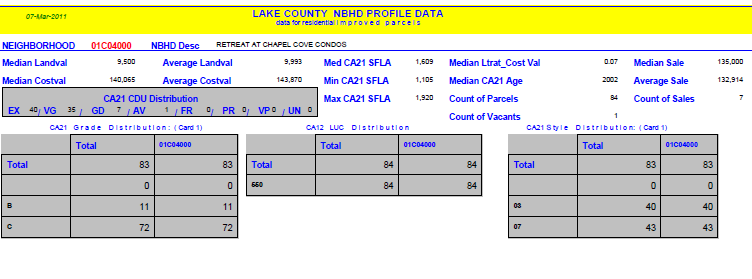 07-Mar-2011
LAKE COUNTY NBHD PROFILE DATA
data for residential improved parcels
NEIGHBORHOOD 01C04000 NBHD Desc RETREAT AT CHAPEL COVE CONDOS
Median Landval 9,500 Average Landval 9,993 Med CA21 SFLA 1,609 Median Ltrat_Cost Val 0.07 Median Sale 135,000
Median Costval 140,065 Average Costval 143,870 Min CA21 SFLA 1,105 Median CA21 Age 2002 Average Sale 132,914
CA21 CDU Distribution Max CA21 SFLA 1,920 Count of Parcels 84 Count of Sales 7
EX 40/ VG 35 / GD 7 / AV 1 / FR 0/ PR 0/ VP 0 / UN 0
Count of Vacants 1
CA21 Grade Distribution: (Card 1)
Total 01C04000
Total 83 83
0 0
B 11 11
C 72 72
CA12 LUC Distribution
Total 01C04000
Total 84 84
550 84 84
CA21 Style Distribution: (Card 1)
Total 01C04000
Total 83 83
0 0
03 40 40
07 43 43